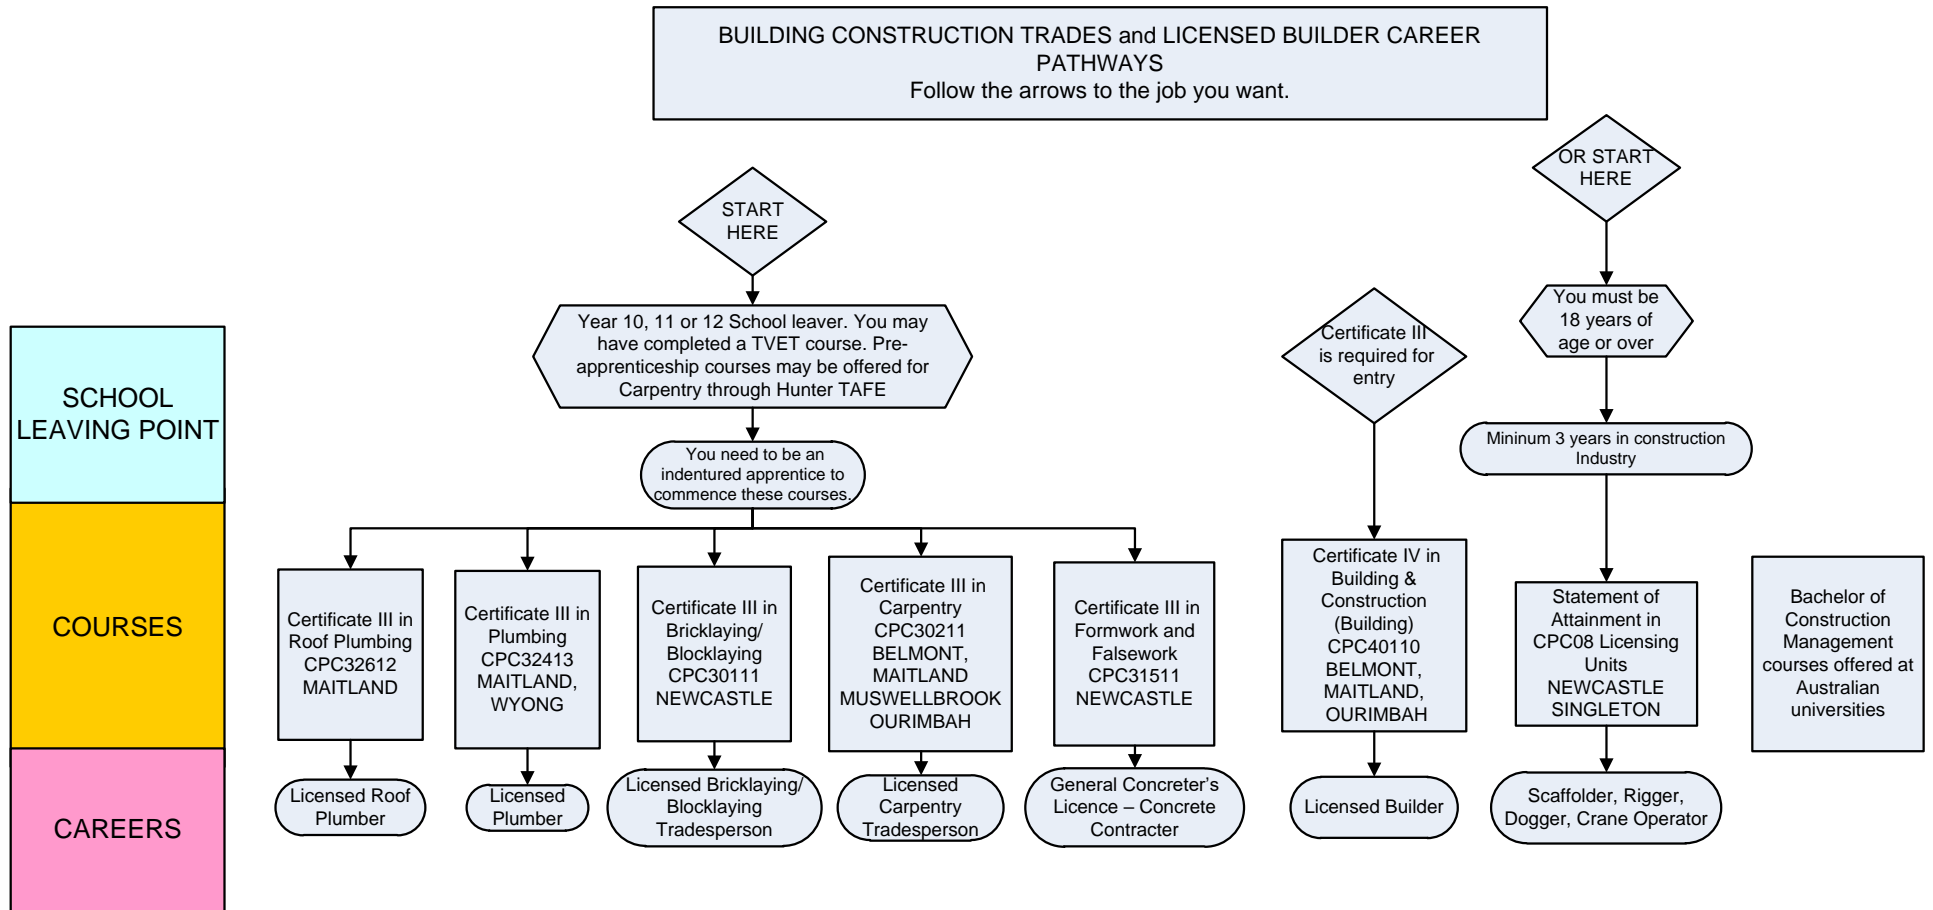 BUILDING CONSTRUCTION TRADES and LICENSED BUILDER CAREER
PATHWAYS
Follow the arrows to the job you want.
START
HERE
OR START
HERE
Year 10, 11 or 12 School leaver. You may
have completed a TVET course. Pre-
apprenticeship courses may be offered for
Carpentry through Hunter TAFE
Certificate III
is required for
entry
You must be
18 years of
age or over
SCHOOL
LEAVING POINT
You need to be an
indentured apprentice to
commence these courses.
Mininum 3 years in construction
Industry
COURSES
Certificate III in
Roof Plumbing
CPC32612
MAITLAND
Certificate III in
Plumbing
CPC32413
MAITLAND,
WYONG
Certificate III in
Bricklaying/
Blocklaying
CPC30111
NEWCASTLE
Certificate III in
Carpentry
CPC30211
BELMONT,
MAITLAND
MUSWELLBROOK
OURIMBAH
Certificate III in
Formwork and
Falsework
CPC31511
NEWCASTLE
Certificate IV in
Building &
Construction
(Building)
CPC40110
BELMONT,
MAITLAND,
OURIMBAH
Statement of
Attainment in
CPC08 Licensing
Units
NEWCASTLE
SINGLETON
Bachelor of
Construction
Management
courses offered at
Australian
universities
CAREERS
Licensed Roof
Plumber
Licensed
Plumber
Licensed Bricklaying/
Blocklaying
Tradesperson
Licensed
Carpentry
Tradesperson
General Concreter’s
Licence – Concrete
Contracter
Licensed Builder
Scaffolder, Rigger,
Dogger, Crane Operator